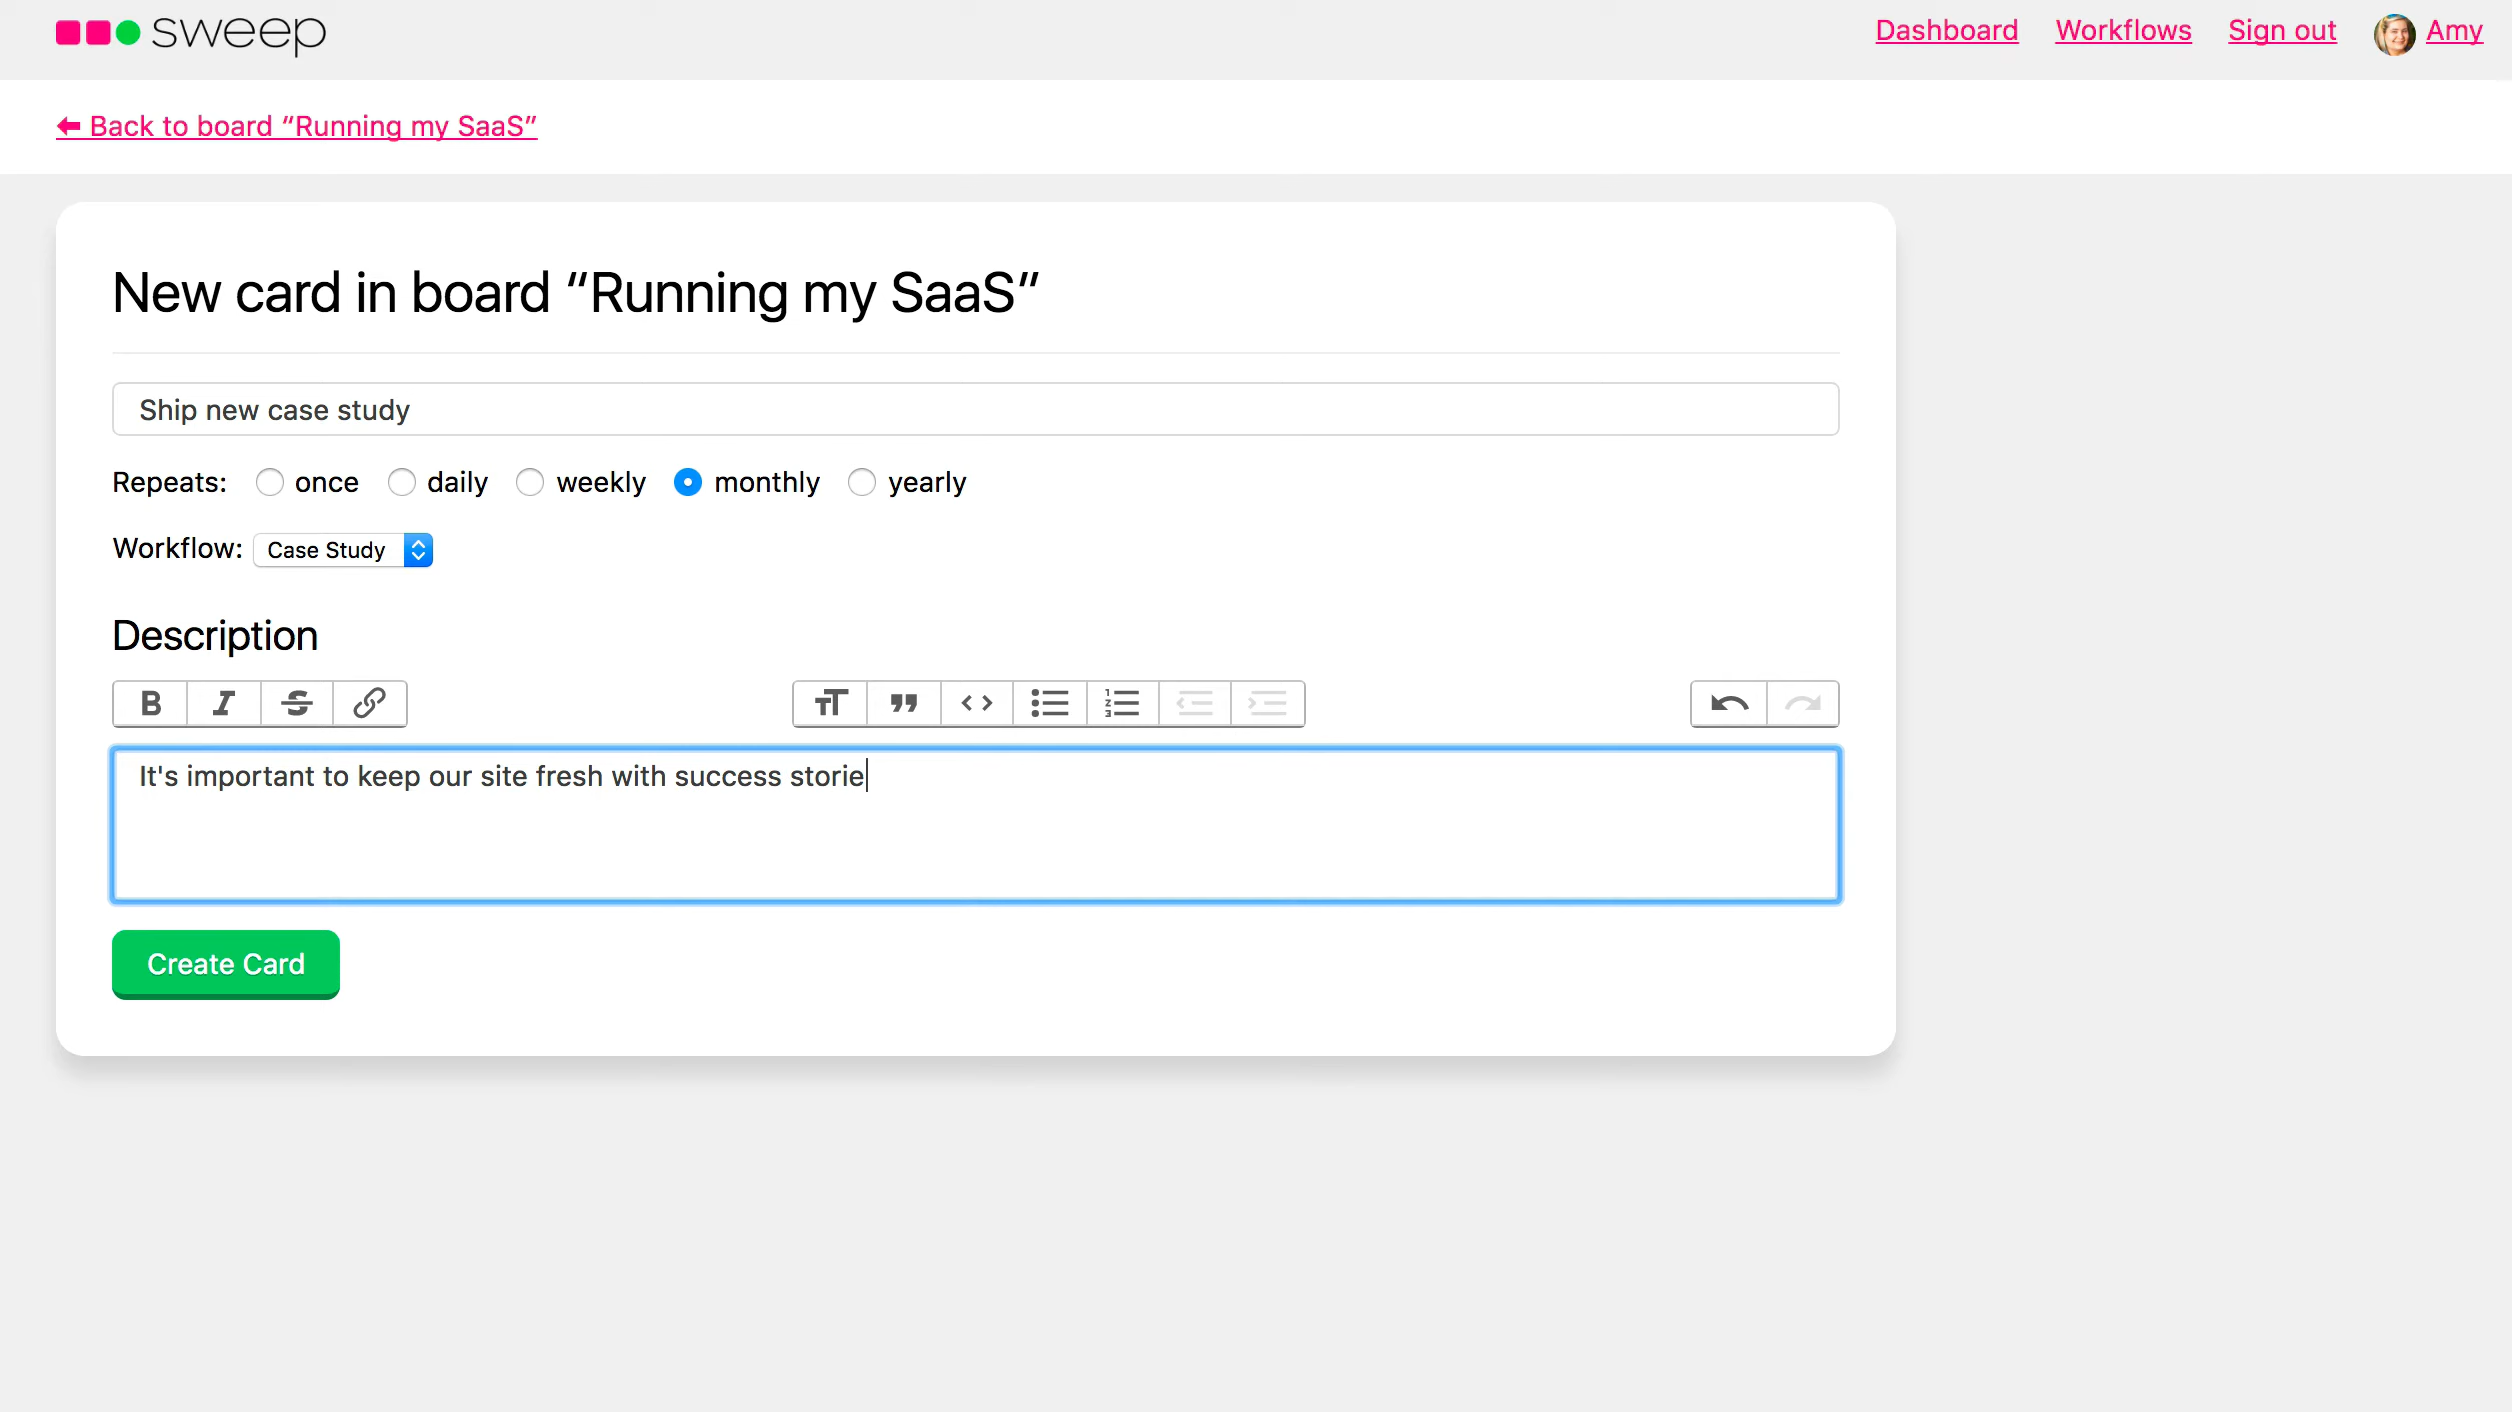 sweep
Dashboard Workflows Sign out Amy
Back to board “Running my SaaS”
New card in board “Running my SaaS”
Ship new case study
Repeats: once daily weekly monthly yearly
Workflow: Case Study
Description
It's important to keep our site fresh with success storie
Create Card